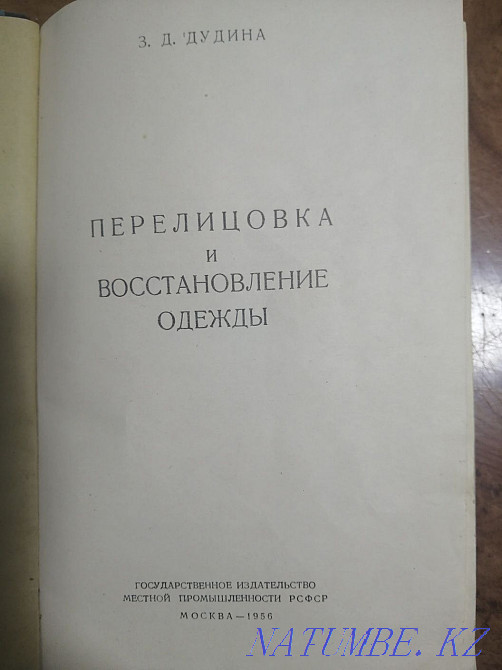 З. Д. ДУДИНА
ПЕРЕЛИЦОВКА
и
ВОССТАНОВЛЕНИЕ
ОДЕЖДЫ
ГОСУДАРСТВЕННОЕ ИЗДАТЕЛЬСТВО
МЕСТНОЙ ПРОМЫШЛЕННОСТИ РСФСР
МОСКВА—1956
NATUMBE.KZ